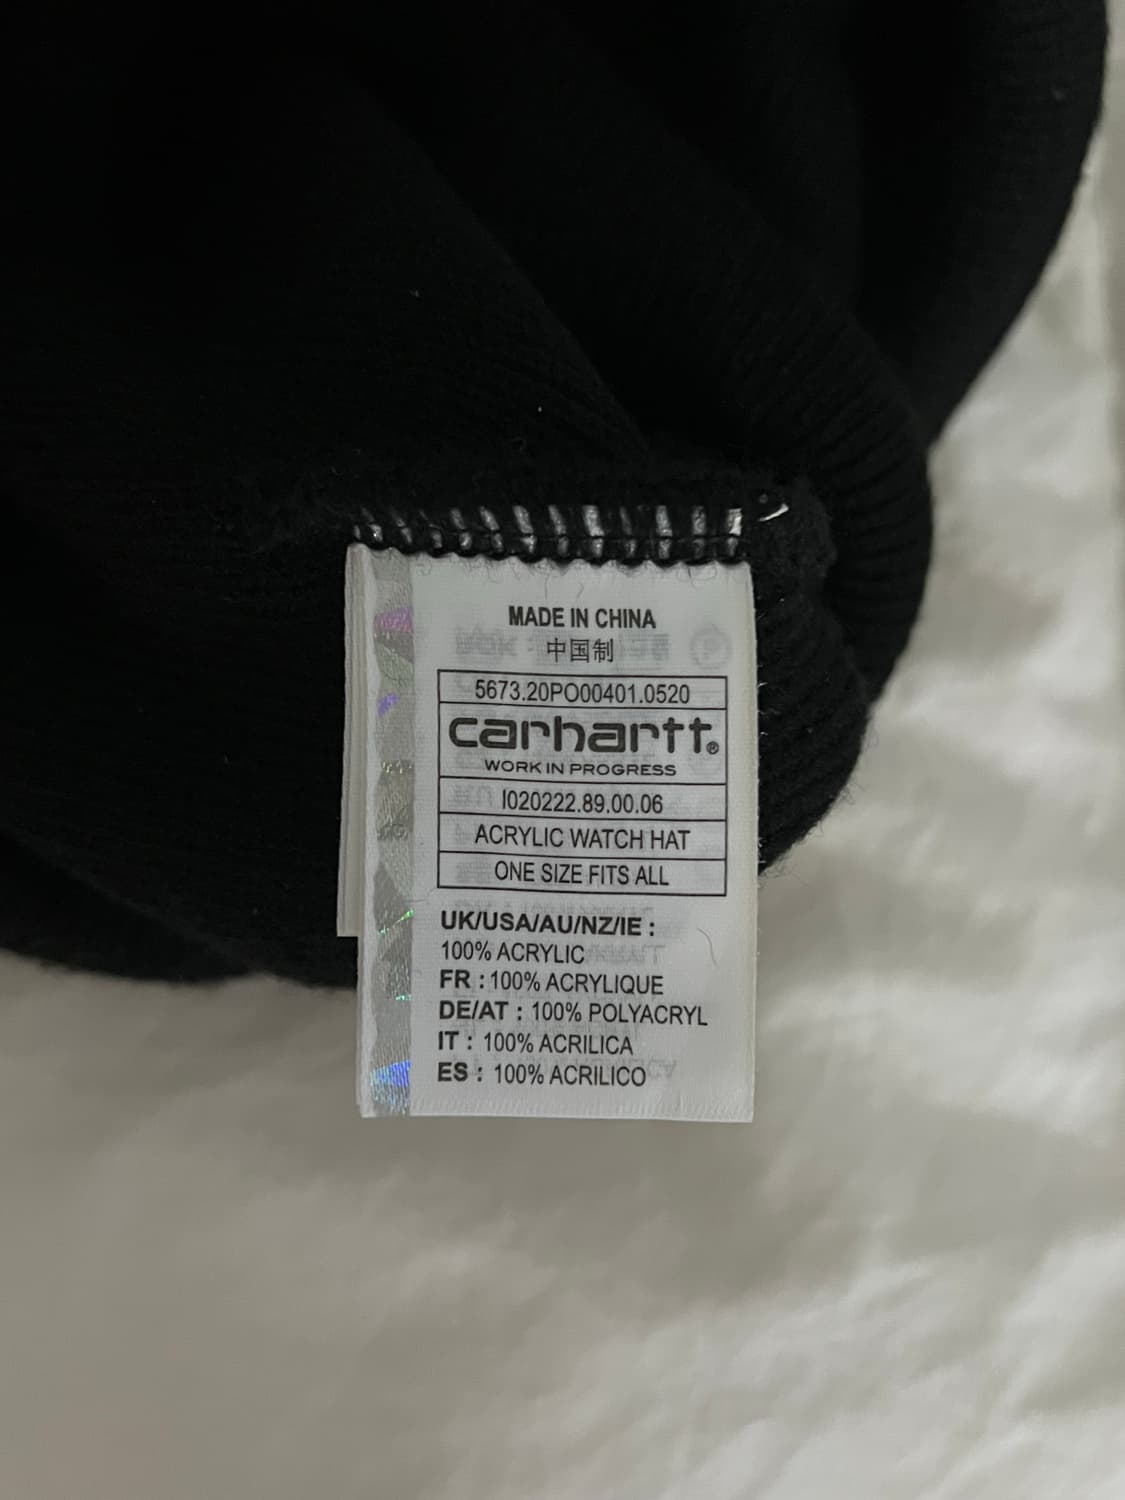 MADE IN CHINA
中国制
5673.20PO00401.0520
carhartt®
WORK IN PROGRESS
I020222.89.00.06
ACRYLIC WATCH HAT
ONE SIZE FITS ALL
UK/USA/AU/NZ/IE :
100% ACRYLIC
FR : 100% ACRYLIQUE
DE/AT : 100% POLYACRYL
IT : 100% ACRILICA
ES : 100% ACRILICO